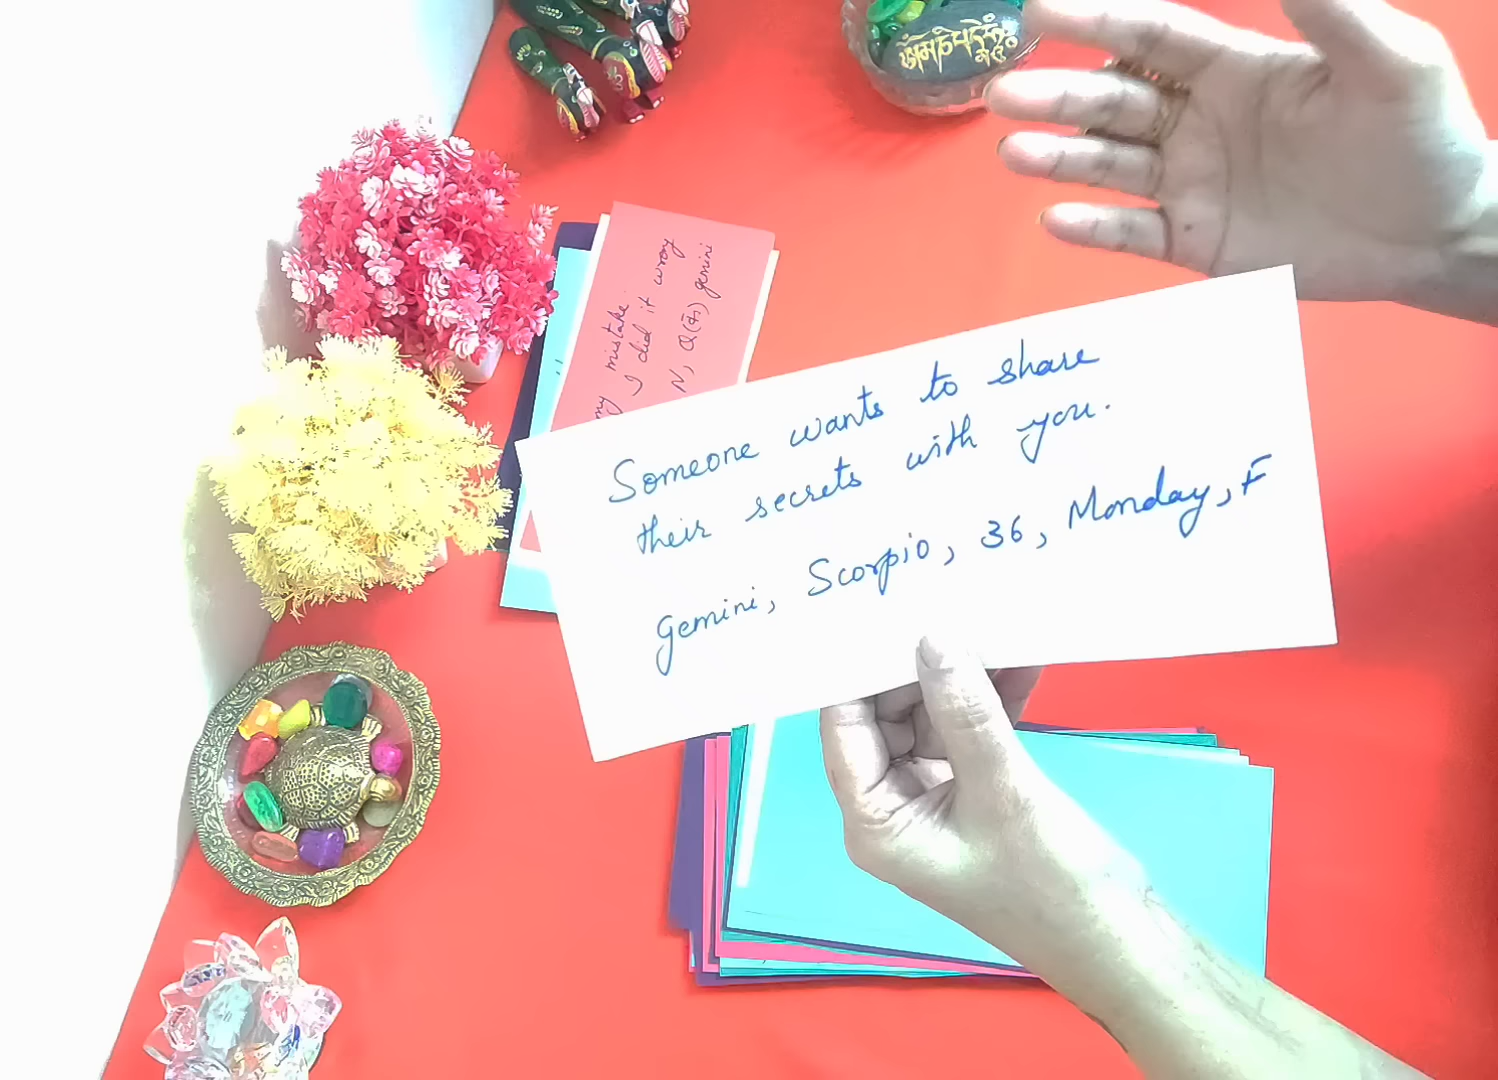 Someone wants to share
their secrets with you.
Gemini, Scorpio, 36, Monday, F
my mistake
I did it wrong
N, Q(क), gemini